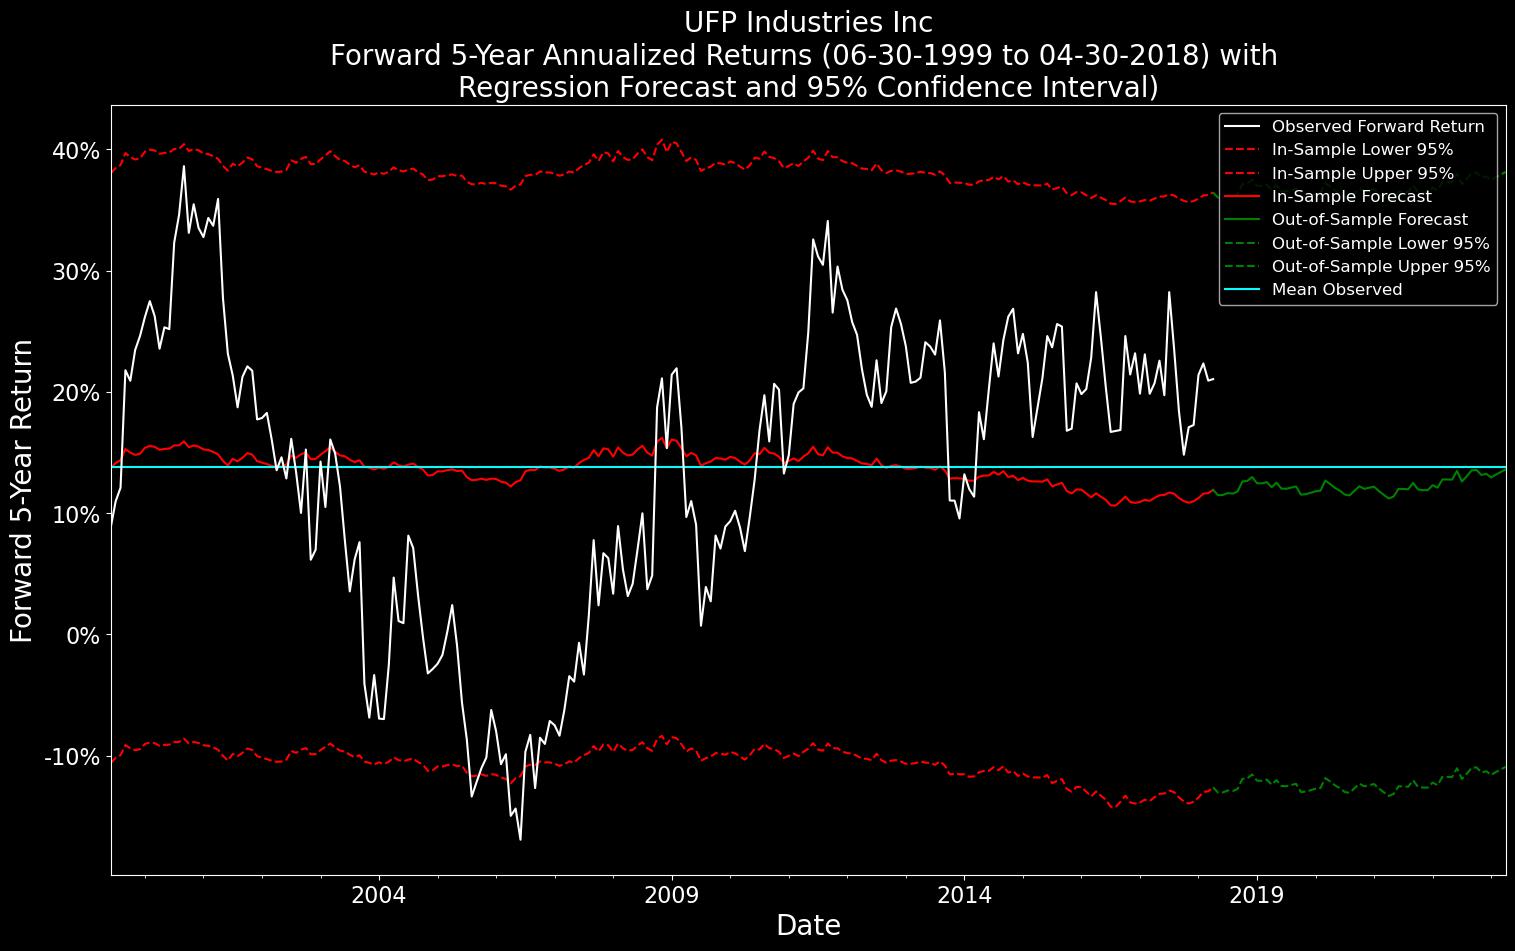 UFP Industries Inc
Forward 5-Year Annualized Returns (06-30-1999 to 04-30-2018) with
Regression Forecast and 95% Confidence Interval)
Observed Forward Return
In-Sample Lower 95%
In-Sample Upper 95%
In-Sample Forecast
Out-of-Sample Forecast
Out-of-Sample Lower 95%
Out-of-Sample Upper 95%
Mean Observed
Forward 5-Year Return
40%
30%
20%
10%
0%
-10%
2004
2009
2014
2019
Date